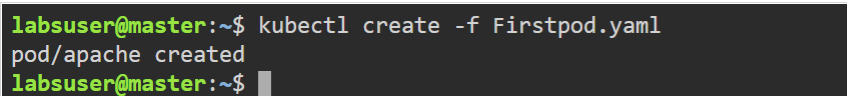 labsuser@master:~$ kubectl create -f Firstpod.yaml
pod/apache created
labsuser@master:~$